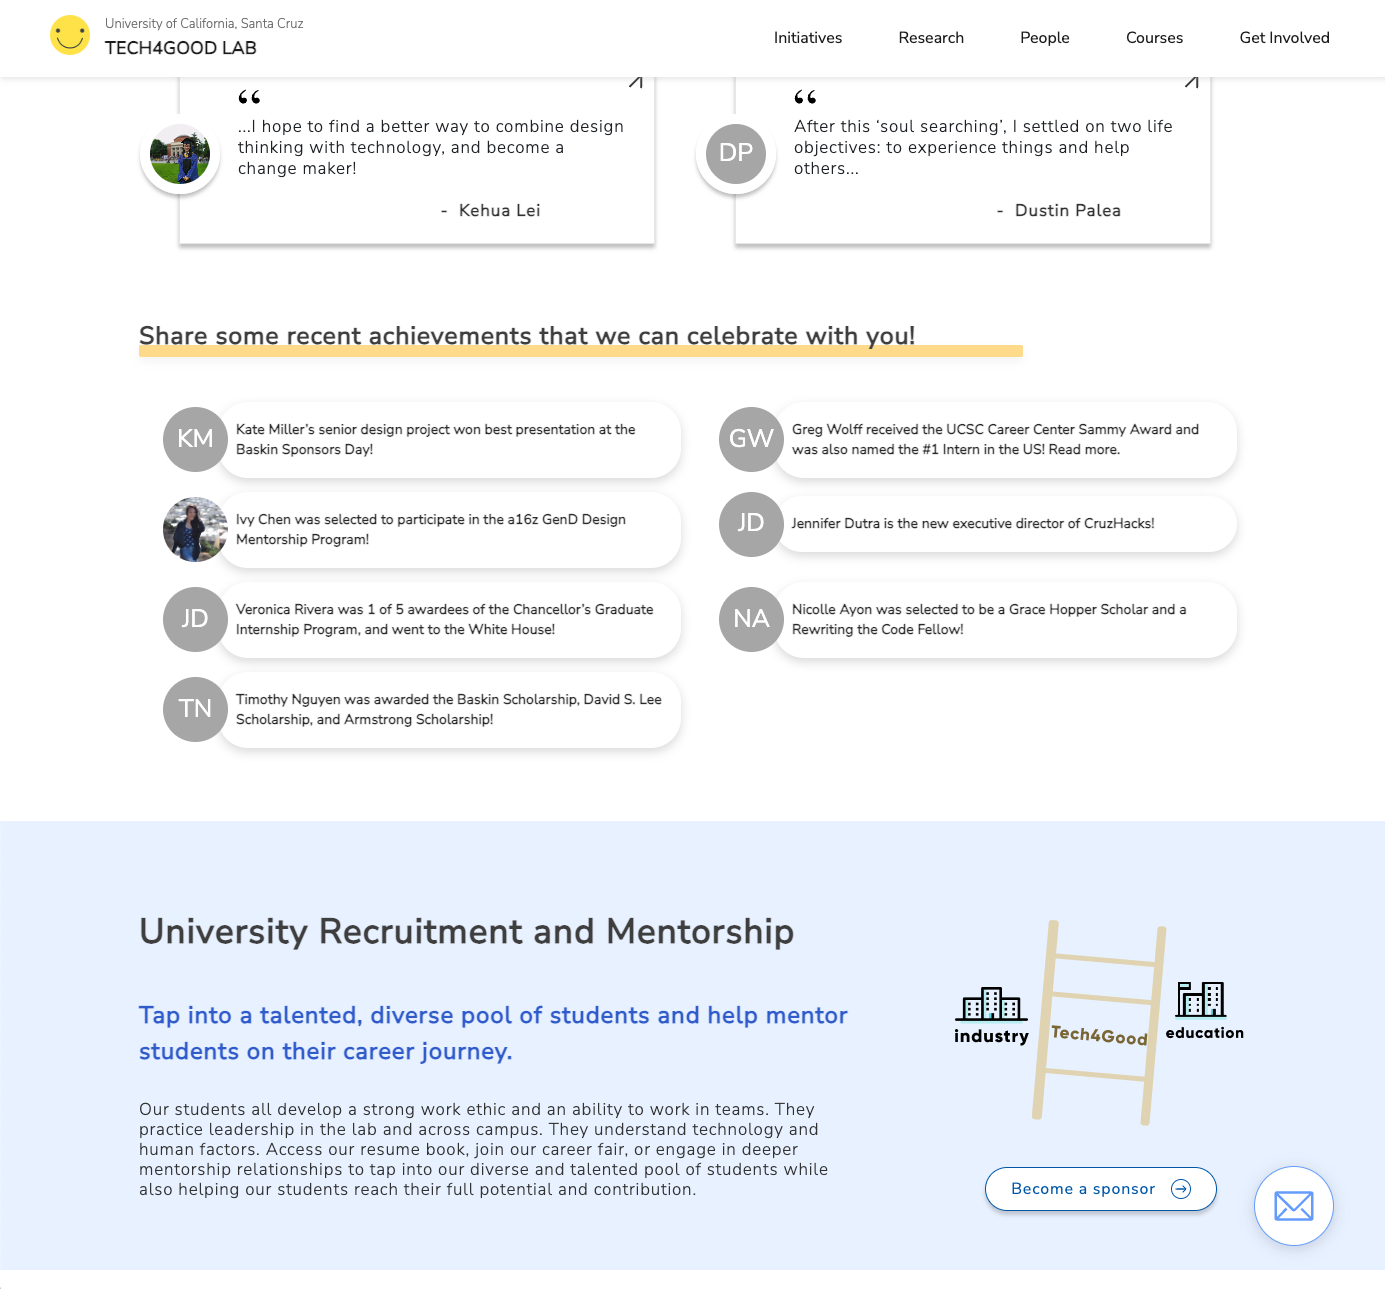 University of California, Santa Cruz
TECH4GOOD LAB
Initiatives
Research
People
Courses
Get Involved
“
...I hope to find a better way to combine design
thinking with technology, and become a
change maker!
- Kehua Lei
“
DP
After this ‘soul searching’, I settled on two life
objectives: to experience things and help
others...
- Dustin Palea
Share some recent achievements that we can celebrate with you!
KM
Kate Miller’s senior design project won best presentation at the
Baskin Sponsors Day!
GW
Greg Wolff received the UCSC Career Center Sammy Award and
was also named the #1 Intern in the US! Read more.
Ivy Chen was selected to participate in the a16z GenD Design
Mentorship Program!
JD
Jennifer Dutra is the new executive director of CruzHacks!
JD
Veronica Rivera was 1 of 5 awardees of the Chancellor’s Graduate
Internship Program, and went to the White House!
NA
Nicolle Ayon was selected to be a Grace Hopper Scholar and a
Rewriting the Code Fellow!
TN
Timothy Nguyen was awarded the Baskin Scholarship, David S. Lee
Scholarship, and Armstrong Scholarship!
University Recruitment and Mentorship
Tap into a talented, diverse pool of students and help mentor
students on their career journey.
Our students all develop a strong work ethic and an ability to work in teams. They
practice leadership in the lab and across campus. They understand technology and
human factors. Access our resume book, join our career fair, or engage in deeper
mentorship relationships to tap into our diverse and talented pool of students while
also helping our students reach their full potential and contribution.
industry
Tech4Good
education
Become a sponsor